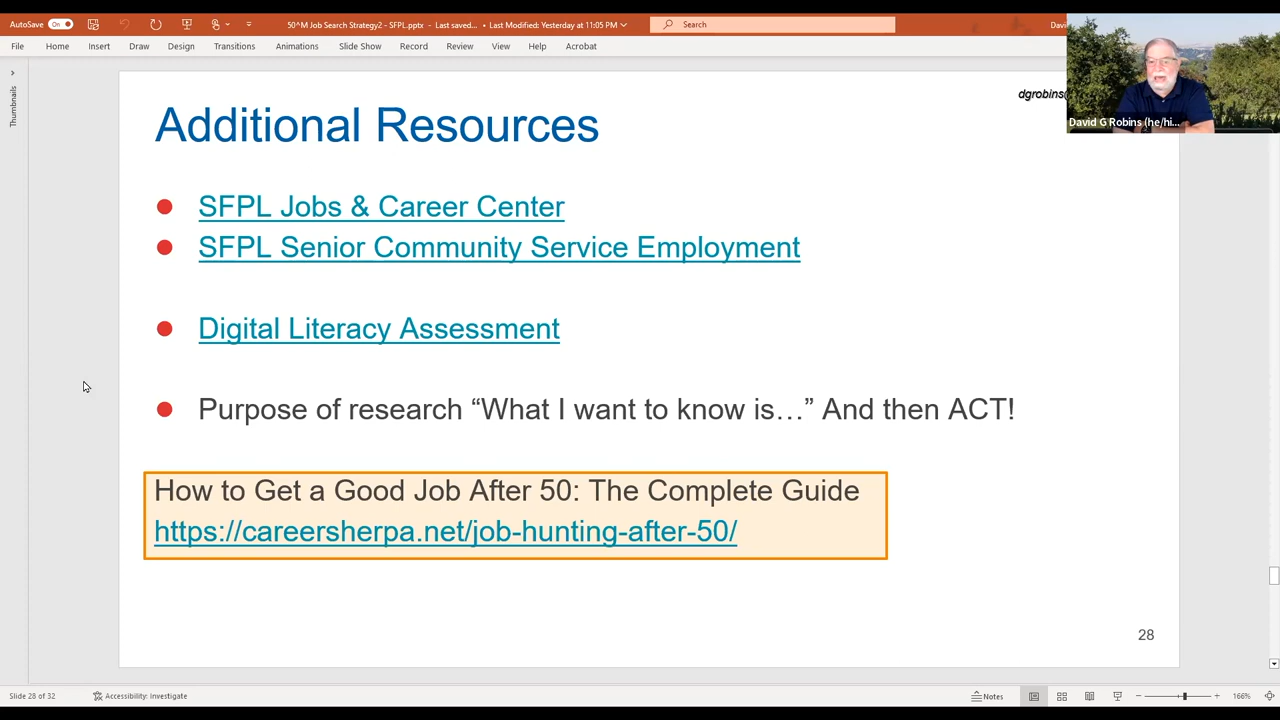 AutoSave On 50^M Job Search Strategy2 - SFPL.pptx - Last saved... • Last Modified: Yesterday at 11:05 PM Search Davi
File Home Insert Draw Design Transitions Animations Slide Show Record Review View Help Acrobat
Thumbnails
dgrobins@
David G Robins (he/hi...
Additional Resources
SFPL Jobs & Career Center
SFPL Senior Community Service Employment
Digital Literacy Assessment
Purpose of research “What I want to know is…” And then ACT!
How to Get a Good Job After 50: The Complete Guide
https://careersherpa.net/job-hunting-after-50/
28
Slide 28 of 32 Accessibility: Investigate Notes 166%